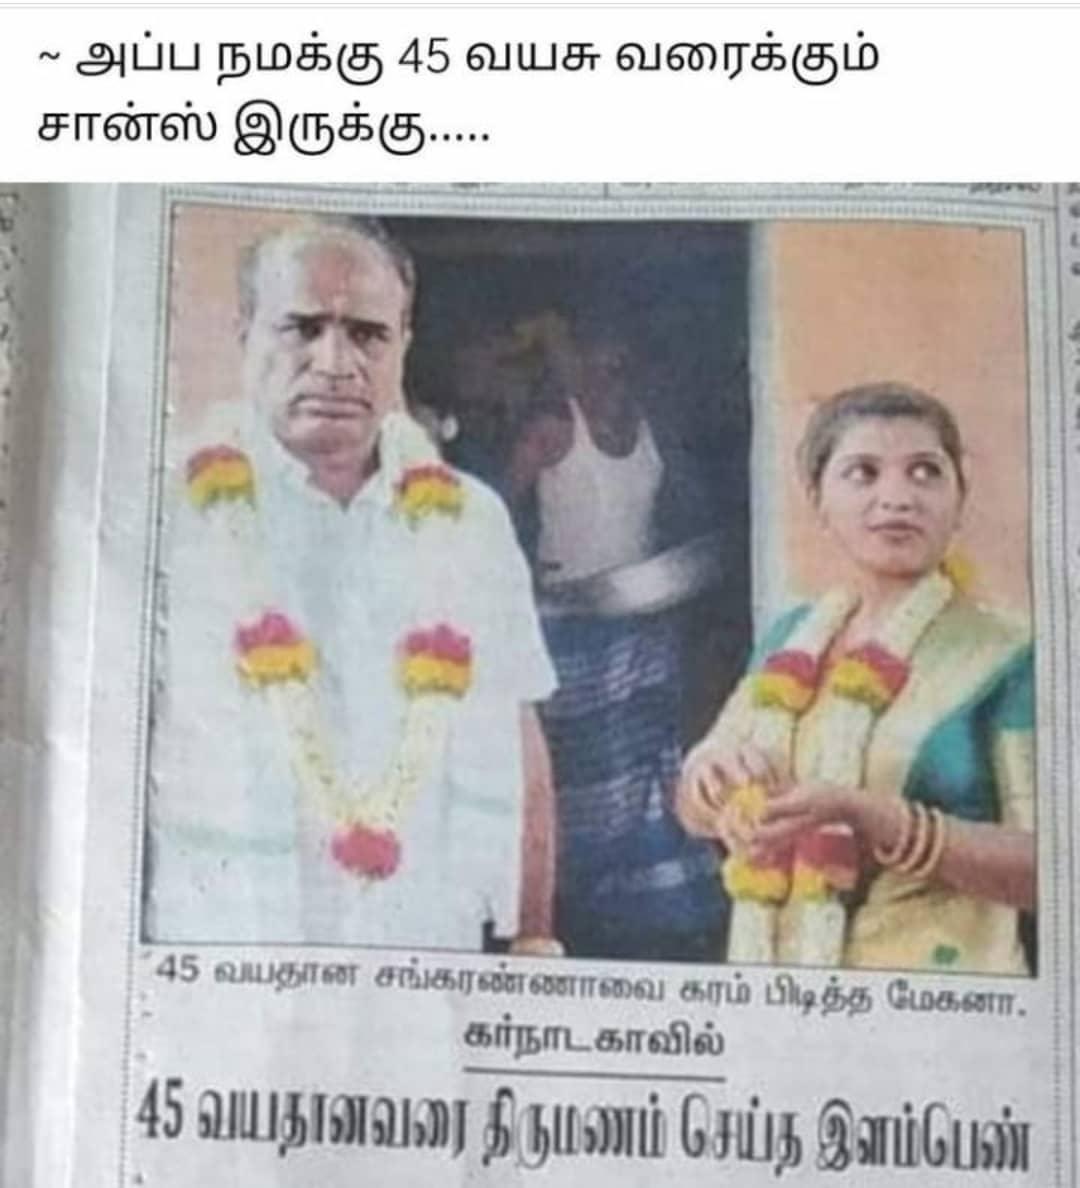 ~ அப்ப நமக்கு 45 வயசு வரைக்கும்
சான்ஸ் இருக்கு.....
45 வயதான சங்கரண்ணாவை கரம் பிடித்த மேகனா.
கர்நாடகாவில்
45 வயதானவரை திருமணம் செய்த இளம்பெண்